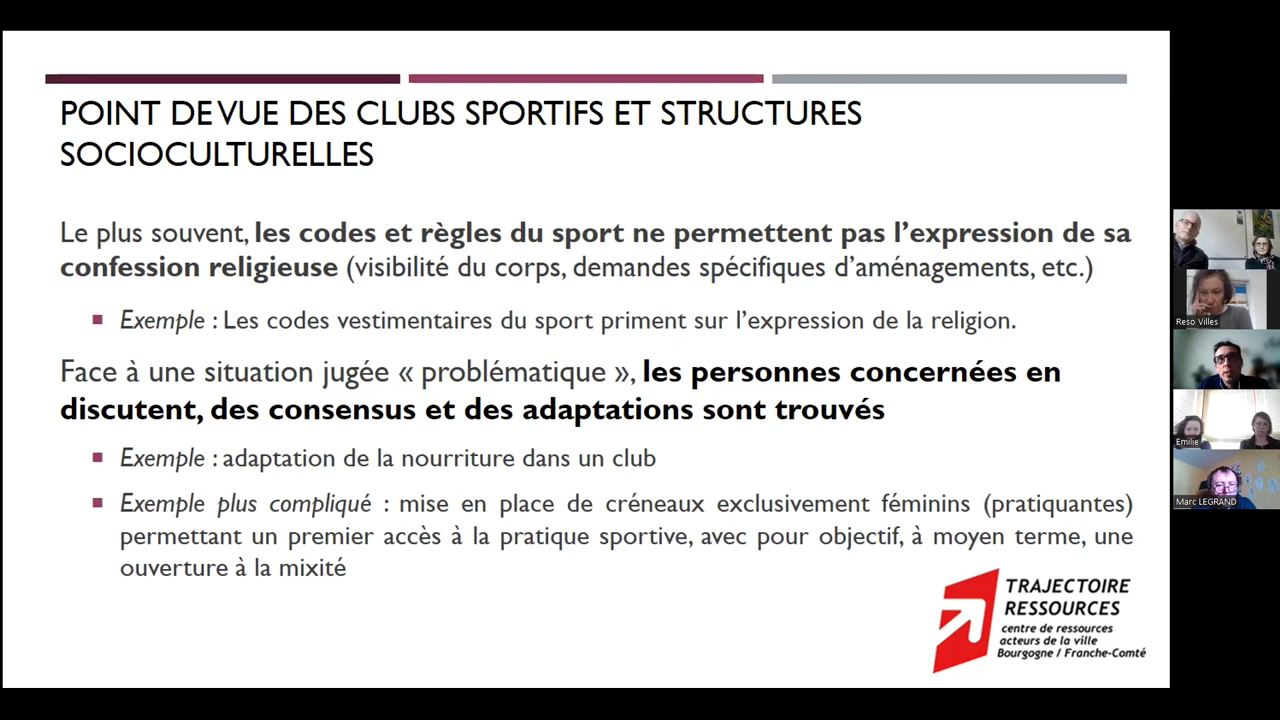 POINT DE VUE DES CLUBS SPORTIFS ET STRUCTURES
SOCIOCULTURELLES
Le plus souvent, les codes et règles du sport ne permettent pas l’expression de sa
confession religieuse (visibilité du corps, demandes spécifiques d’aménagements, etc.)
Exemple : Les codes vestimentaires du sport priment sur l’expression de la religion.
Face à une situation jugée « problématique », les personnes concernées en
discutent, des consensus et des adaptations sont trouvés
Exemple : adaptation de la nourriture dans un club
Exemple plus compliqué : mise en place de créneaux exclusivement féminins (pratiquantes)
permettant un premier accès à la pratique sportive, avec pour objectif, à moyen terme, une
ouverture à la mixité
TRAJECTOIRE
RESSOURCES
centre de ressources
acteurs de la ville
Bourgogne / Franche-Comté
Reso Villes
Emilie
Marc LEGRAND